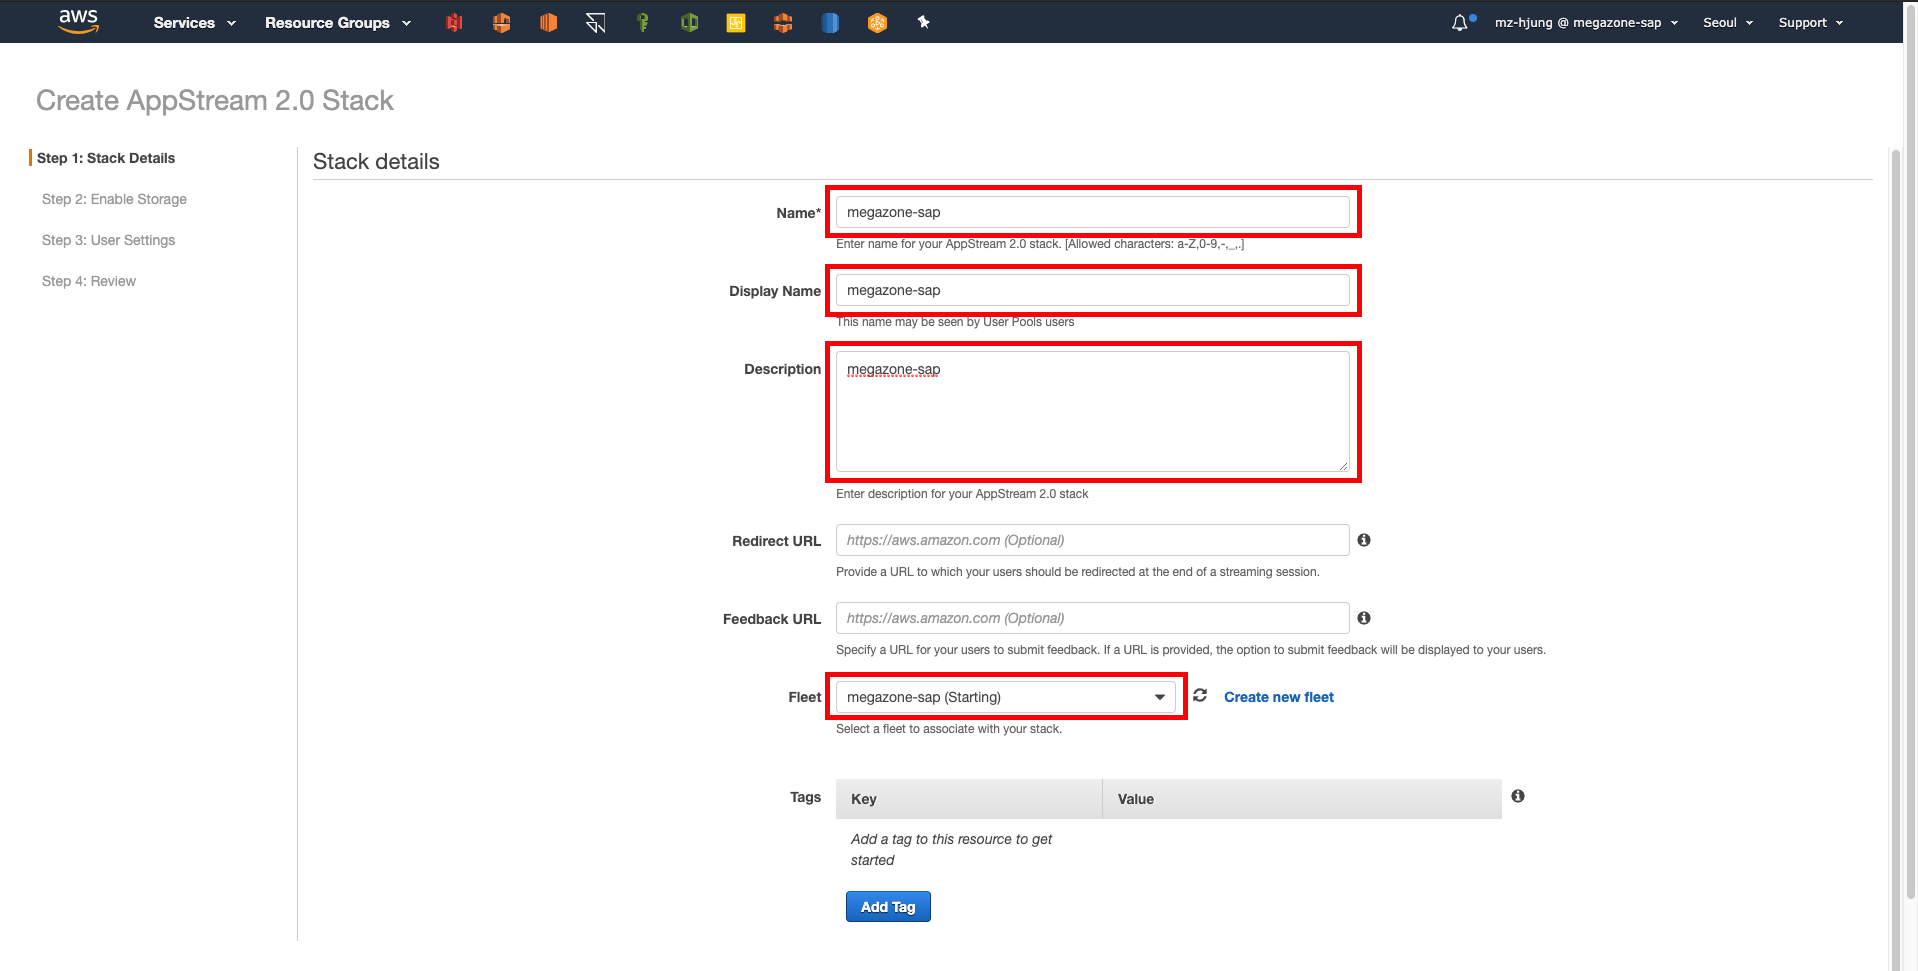 aws Services Resource Groups mz-hjung @ megazone-sap Seoul Support
Create AppStream 2.0 Stack
Step 1: Stack Details
Step 2: Enable Storage
Step 3: User Settings
Step 4: Review
Stack details
Name* megazone-sap
Enter name for your AppStream 2.0 stack. [Allowed characters: a-Z,0-9,-,_,.]
Display Name megazone-sap
This name may be seen by User Pools users
Description megazone-sap
Enter description for your AppStream 2.0 stack
Redirect URL https://aws.amazon.com (Optional)
Provide a URL to which your users should be redirected at the end of a streaming session.
Feedback URL https://aws.amazon.com (Optional)
Specify a URL for your users to submit feedback. If a URL is provided, the option to submit feedback will be displayed to your users.
Fleet megazone-sap (Starting) Create new fleet
Select a fleet to associate with your stack.
Tags Key Value
Add a tag to this resource to get
started
Add Tag